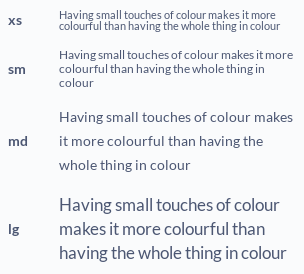 xs
Having small touches of colour makes it more
colourful than having the whole thing in colour
sm
Having small touches of colour makes it more
colourful than having the whole thing in
colour
md
Having small touches of colour makes
it more colourful than having the
whole thing in colour
lg
Having small touches of colour
makes it more colourful than
having the whole thing in colour